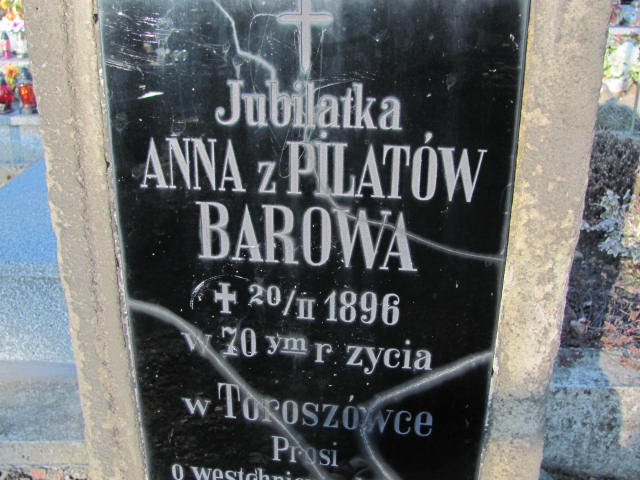 Jubilatka
ANNA z PILATÓW
BAROWA
✝ 20/II 1896
w 70 ym r zycia
w Toroszówce
Prosi
o